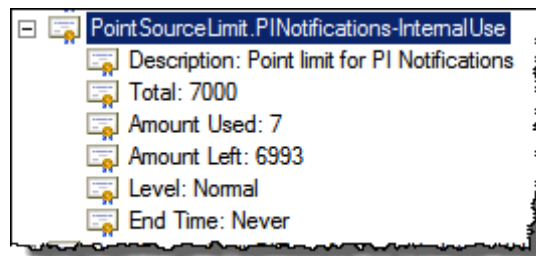 PointSourceLimit.PINotifications-InternalUse
Description: Point limit for PI Notifications
Total: 7000
Amount Used: 7
Amount Left: 6993
Level: Normal
End Time: Never